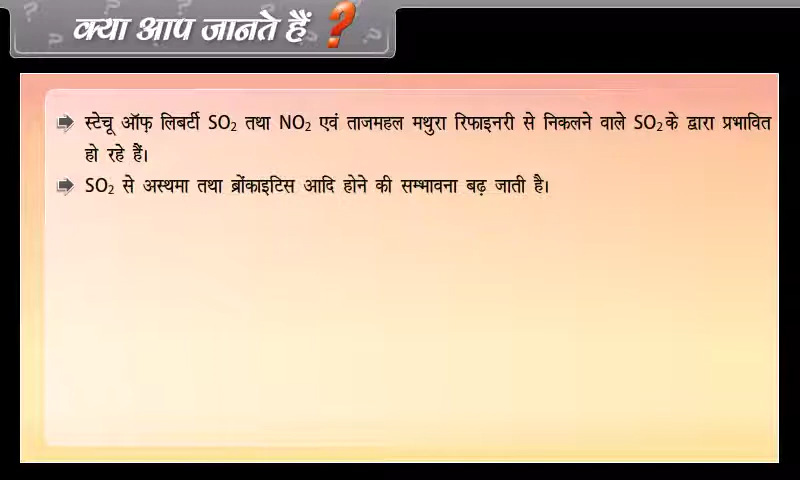 क्या आप जानते हैं ?
स्टेचू ऑफ़ लिबर्टी SO₂ तथा NO₂ एवं ताजमहल मथुरा रिफाइनरी से निकलने वाले SO₂ के द्वारा प्रभावित
हो रहे हैं।
SO₂ से अस्थमा तथा ब्रोंकाइटिस आदि होने की सम्भावना बढ़ जाती है।